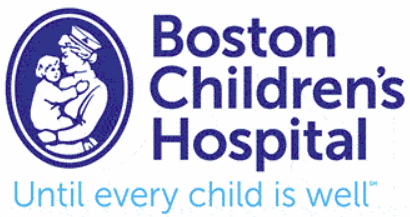 Boston
Children's
Hospital
Until every child is well℠